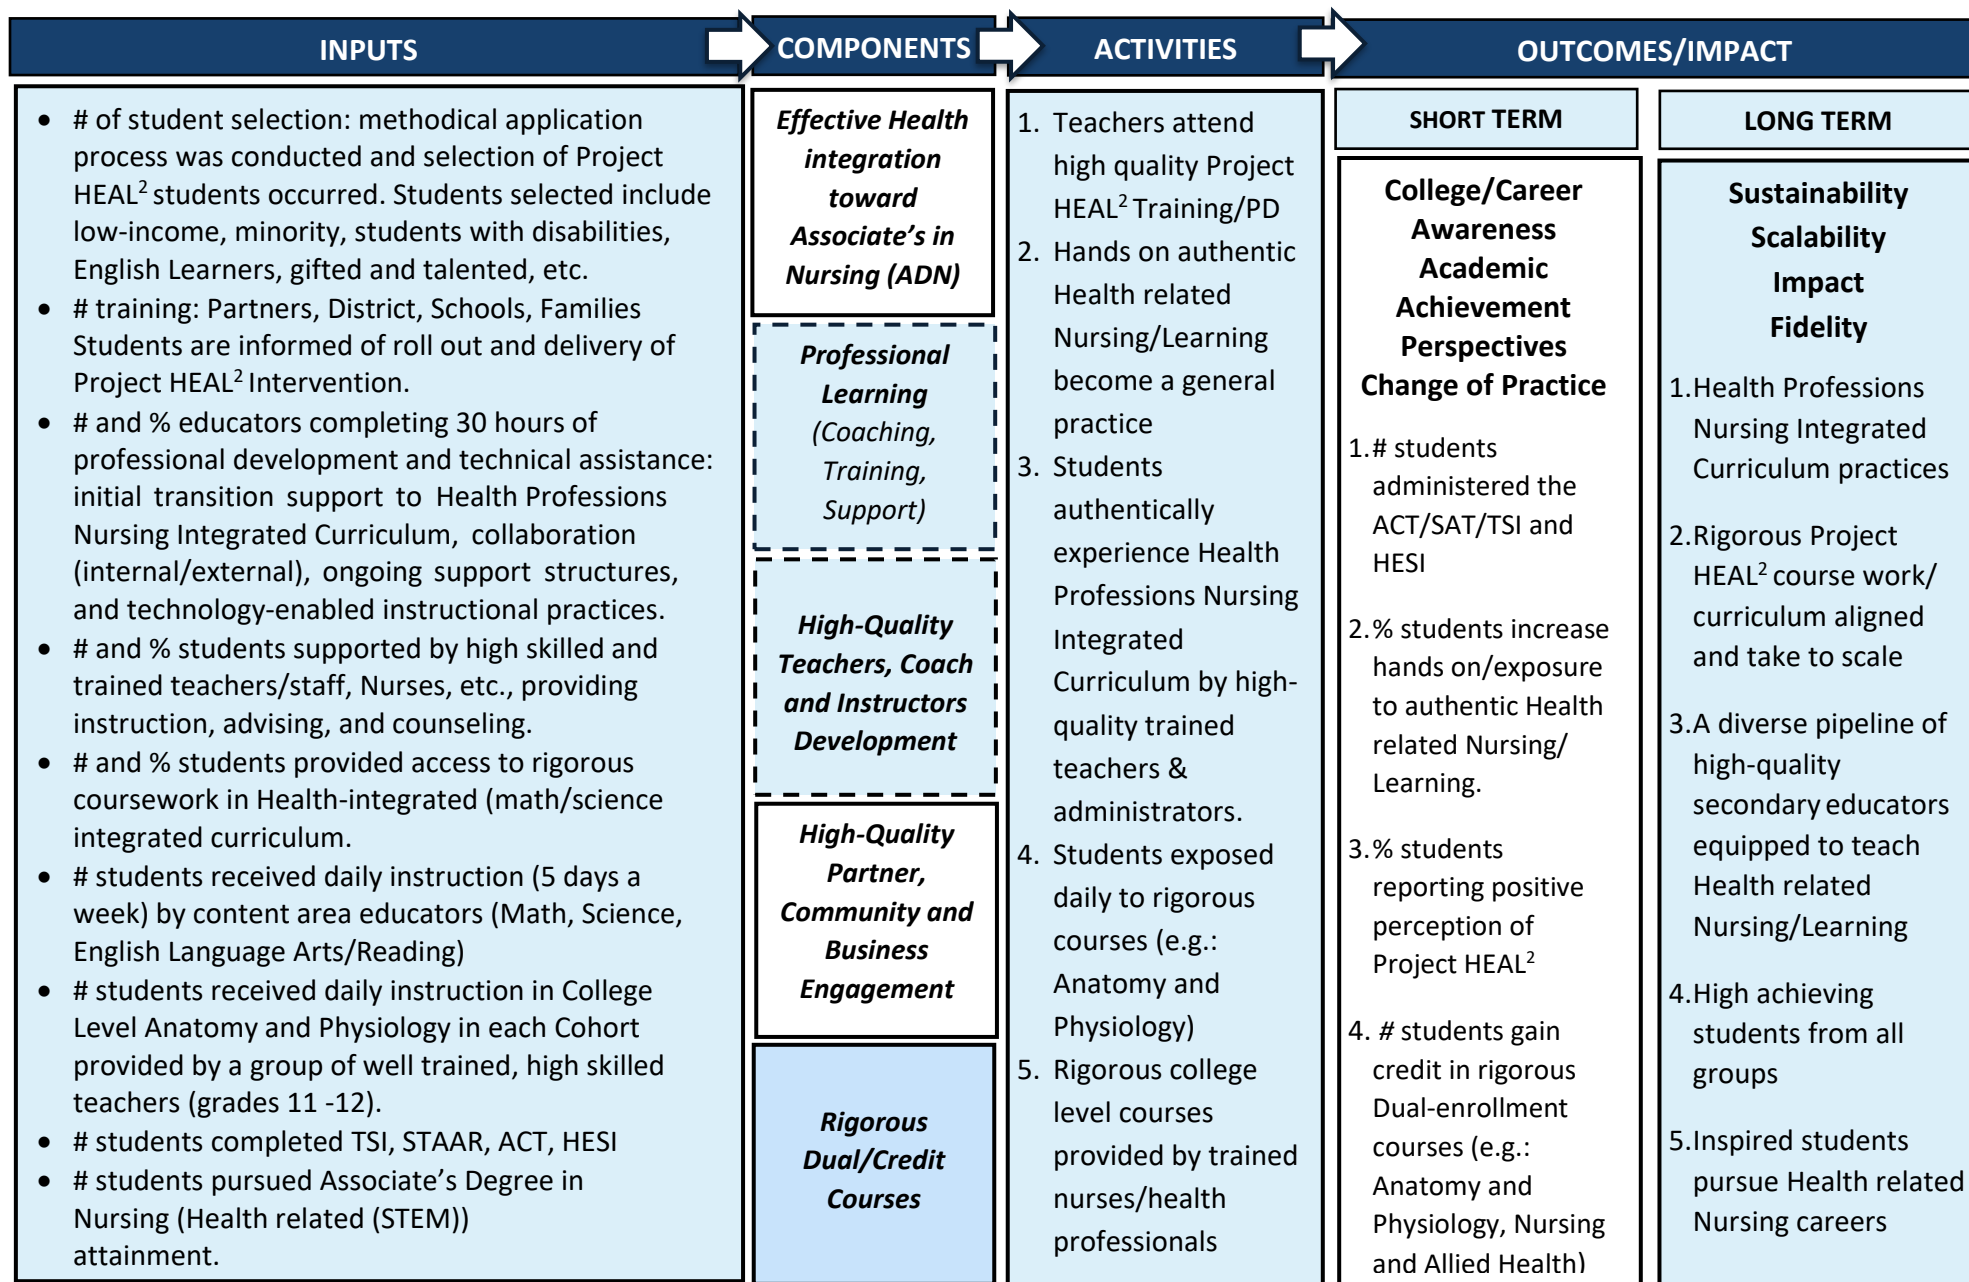 INPUTS
COMPONENTS
ACTIVITIES
OUTCOMES/IMPACT
• # of student selection: methodical application
process was conducted and selection of Project
HEAL² students occurred. Students selected include
low-income, minority, students with disabilities,
English Learners, gifted and talented, etc.
• # training: Partners, District, Schools, Families
Students are informed of roll out and delivery of
Project HEAL² Intervention.
• # and % educators completing 30 hours of
professional development and technical assistance:
initial transition support to Health Professions
Nursing Integrated Curriculum, collaboration
(internal/external), ongoing support structures,
and technology-enabled instructional practices.
• # and % students supported by high skilled and
trained teachers/staff, Nurses, etc., providing
instruction, advising, and counseling.
• # and % students provided access to rigorous
coursework in Health-integrated (math/science
integrated curriculum.
• # students received daily instruction (5 days a
week) by content area educators (Math, Science,
English Language Arts/Reading)
• # students received daily instruction in College
Level Anatomy and Physiology in each Cohort
provided by a group of well trained, high skilled
teachers (grades 11 -12).
• # students completed TSI, STAAR, ACT, HESI
• # students pursued Associate's Degree in
Nursing (Health related (STEM))
attainment.
Effective Health
integration
toward
Associate's in
Nursing (ADN)
Professional
Learning
(Coaching,
Training,
Support)
High-Quality
Teachers, Coach
and Instructors
Development
High-Quality
Partner,
Community and
Business
Engagement
Rigorous
Dual/Credit
Courses
1. Teachers attend
high quality Project
HEAL² Training/PD
2. Hands on authentic
Health related
Nursing/Learning
become a general
practice
3. Students
authentically
experience Health
Professions Nursing
Integrated
Curriculum by high-
quality trained
teachers &
administrators.
4. Students exposed
daily to rigorous
courses (e.g.:
Anatomy and
Physiology)
5. Rigorous college
level courses
provided by trained
nurses/health
professionals
SHORT TERM
College/Career
Awareness
Academic
Achievement
Perspectives
Change of Practice
1.# students
administered the
ACT/SAT/TSI and
HESI
2.% students increase
hands on/exposure
to authentic Health
related Nursing/
Learning.
3.% students
reporting positive
perception of
Project HEAL²
4. # students gain
credit in rigorous
Dual-enrollment
courses (e.g.:
Anatomy and
Physiology, Nursing
and Allied Health)
LONG TERM
Sustainability
Scalability
Impact
Fidelity
1.Health Professions
Nursing Integrated
Curriculum practices
2.Rigorous Project
HEAL² course work/
curriculum aligned
and take to scale
3.A diverse pipeline of
high-quality
secondary educators
equipped to teach
Health related
Nursing/Learning
4.High achieving
students from all
groups
5.Inspired students
pursue Health related
Nursing careers